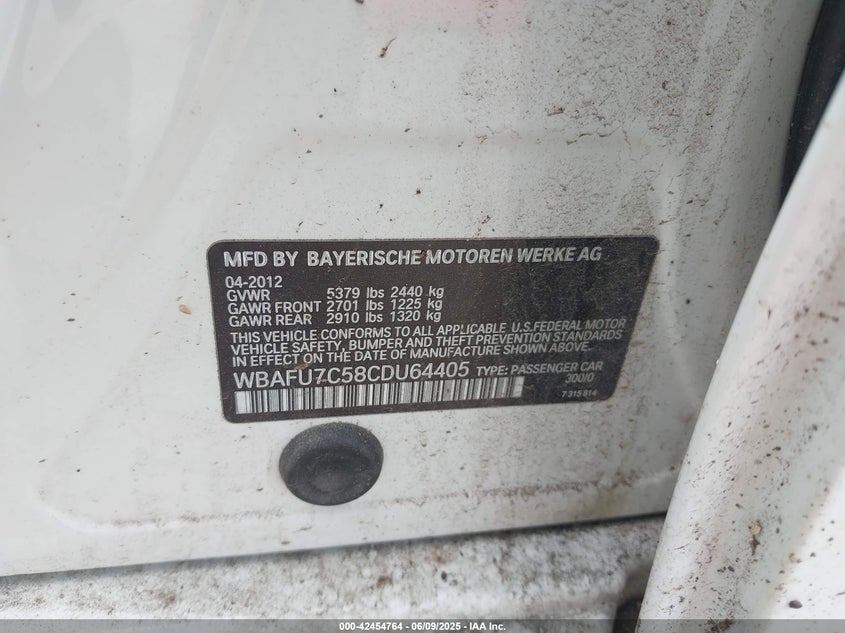 MFD BY BAYERISCHE MOTOREN WERKE AG
04-2012
GVWR 5379 lbs 2440 kg
GAWR FRONT 2701 lbs 1225 kg
GAWR REAR 2910 lbs 1320 kg
THIS VEHICLE CONFORMS TO ALL APPLICABLE U.S.FEDERAL MOTOR
VEHICLE SAFETY, BUMPER AND THEFT PREVENTION STANDARDS
IN EFFECT ON THE DATE OF MANUFACTURE SHOWN ABOVE.
WBAFU7C58CDU64405 TYPE: PASSENGER CAR
300/0
7315814
000-42454764 - 06/09/2025 - IAA Inc.